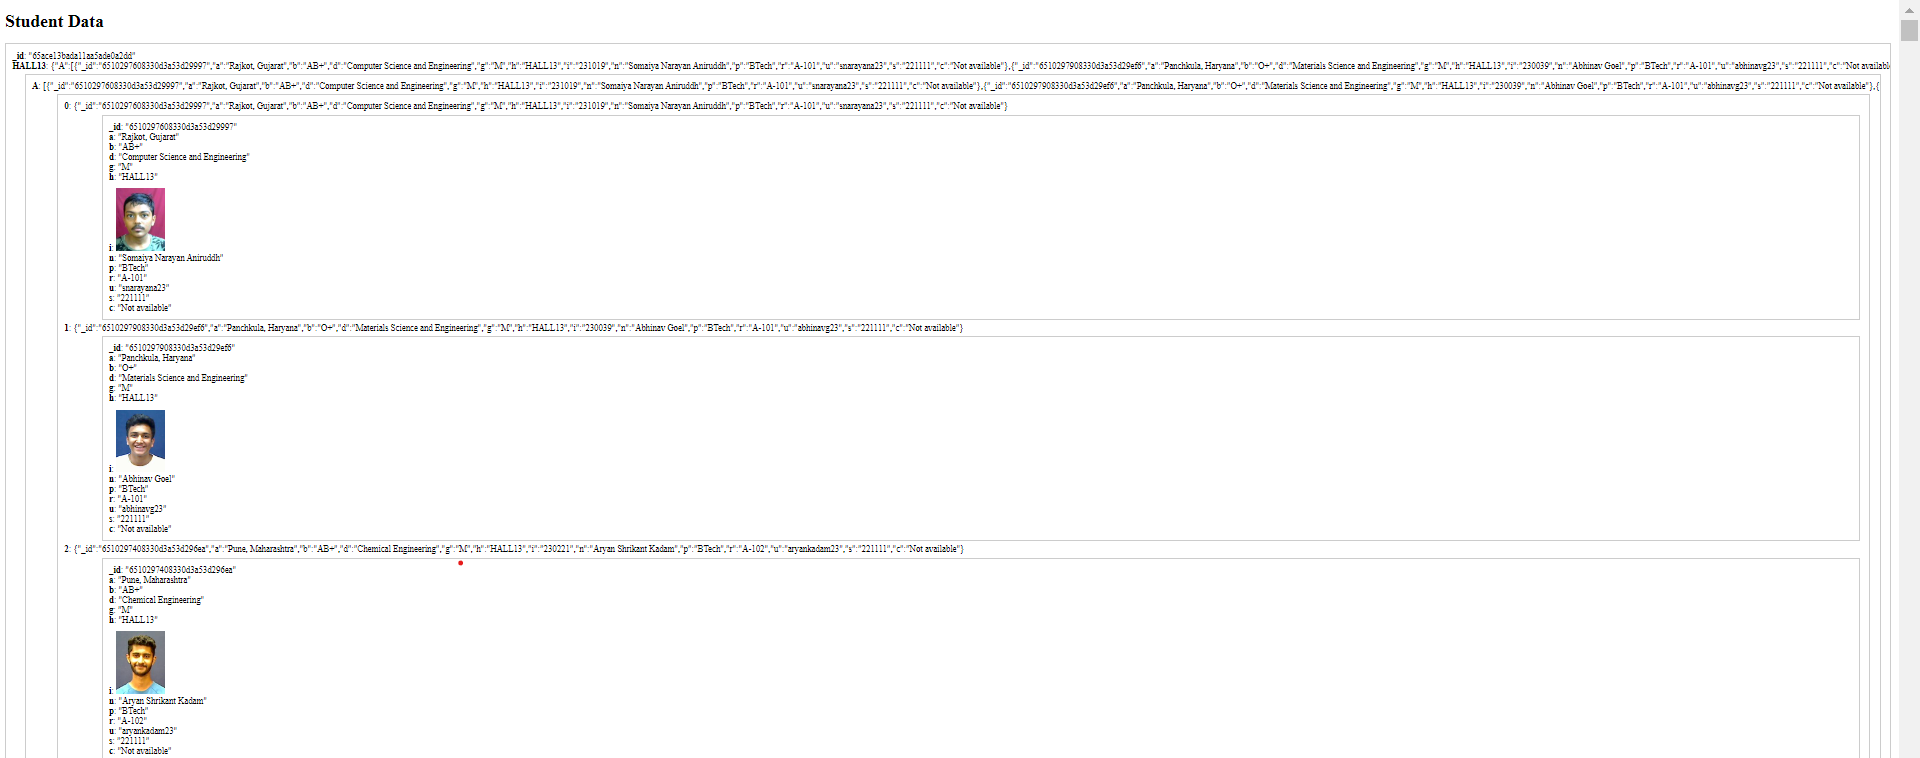 Student Data
_id: "65ace13bada11aa5ade0a2dd"
HALL13: {"A":[{"_id":"6510297608330d3a53d29997","a":"Rajkot, Gujarat","b":"AB+","d":"Computer Science and Engineering","g":"M","h":"HALL13","i":"231019","n":"Somaiya Narayan Aniruddh","p":"BTech","r":"A-101","u":"snarayana23","s":"221111","c":"Not available"},{"_id":"6510297908330d3a53d29ef6","a":"Panchkula, Haryana","b":"O+","d":"Materials Science and Engineering","g":"M","h":"HALL13","i":"230039","n":"Abhinav Goel","p":"BTech","r":"A-101","u":"abhinavg23","s":"221111","c":"Not availabl
A: [{"_id":"6510297608330d3a53d29997","a":"Rajkot, Gujarat","b":"AB+","d":"Computer Science and Engineering","g":"M","h":"HALL13","i":"231019","n":"Somaiya Narayan Aniruddh","p":"BTech","r":"A-101","u":"snarayana23","s":"221111","c":"Not available"},{"_id":"6510297908330d3a53d29ef6","a":"Panchkula, Haryana","b":"O+","d":"Materials Science and Engineering","g":"M","h":"HALL13","i":"230039","n":"Abhinav Goel","p":"BTech","r":"A-101","u":"abhinavg23","s":"221111","c":"Not available"},{
0: {"_id":"6510297608330d3a53d29997","a":"Rajkot, Gujarat","b":"AB+","d":"Computer Science and Engineering","g":"M","h":"HALL13","i":"231019","n":"Somaiya Narayan Aniruddh","p":"BTech","r":"A-101","u":"snarayana23","s":"221111","c":"Not available"}
_id: "6510297608330d3a53d29997"
a: "Rajkot, Gujarat"
b: "AB+"
d: "Computer Science and Engineering"
g: "M"
h: "HALL13"
i:
n: "Somaiya Narayan Aniruddh"
p: "BTech"
r: "A-101"
u: "snarayana23"
s: "221111"
c: "Not available"
1: {"_id":"6510297908330d3a53d29ef6","a":"Panchkula, Haryana","b":"O+","d":"Materials Science and Engineering","g":"M","h":"HALL13","i":"230039","n":"Abhinav Goel","p":"BTech","r":"A-101","u":"abhinavg23","s":"221111","c":"Not available"}
_id: "6510297908330d3a53d29ef6"
a: "Panchkula, Haryana"
b: "O+"
d: "Materials Science and Engineering"
g: "M"
h: "HALL13"
i:
n: "Abhinav Goel"
p: "BTech"
r: "A-101"
u: "abhinavg23"
s: "221111"
c: "Not available"
2: {"_id":"6510297408330d3a53d296ea","a":"Pune, Maharashtra","b":"AB+","d":"Chemical Engineering","g":"M","h":"HALL13","i":"230221","n":"Aryan Shrikant Kadam","p":"BTech","r":"A-102","u":"aryankadam23","s":"221111","c":"Not available"}
_id: "6510297408330d3a53d296ea"
a: "Pune, Maharashtra"
b: "AB+"
d: "Chemical Engineering"
g: "M"
h: "HALL13"
i:
n: "Aryan Shrikant Kadam"
p: "BTech"
r: "A-102"
u: "aryankadam23"
s: "221111"
c: "Not available"